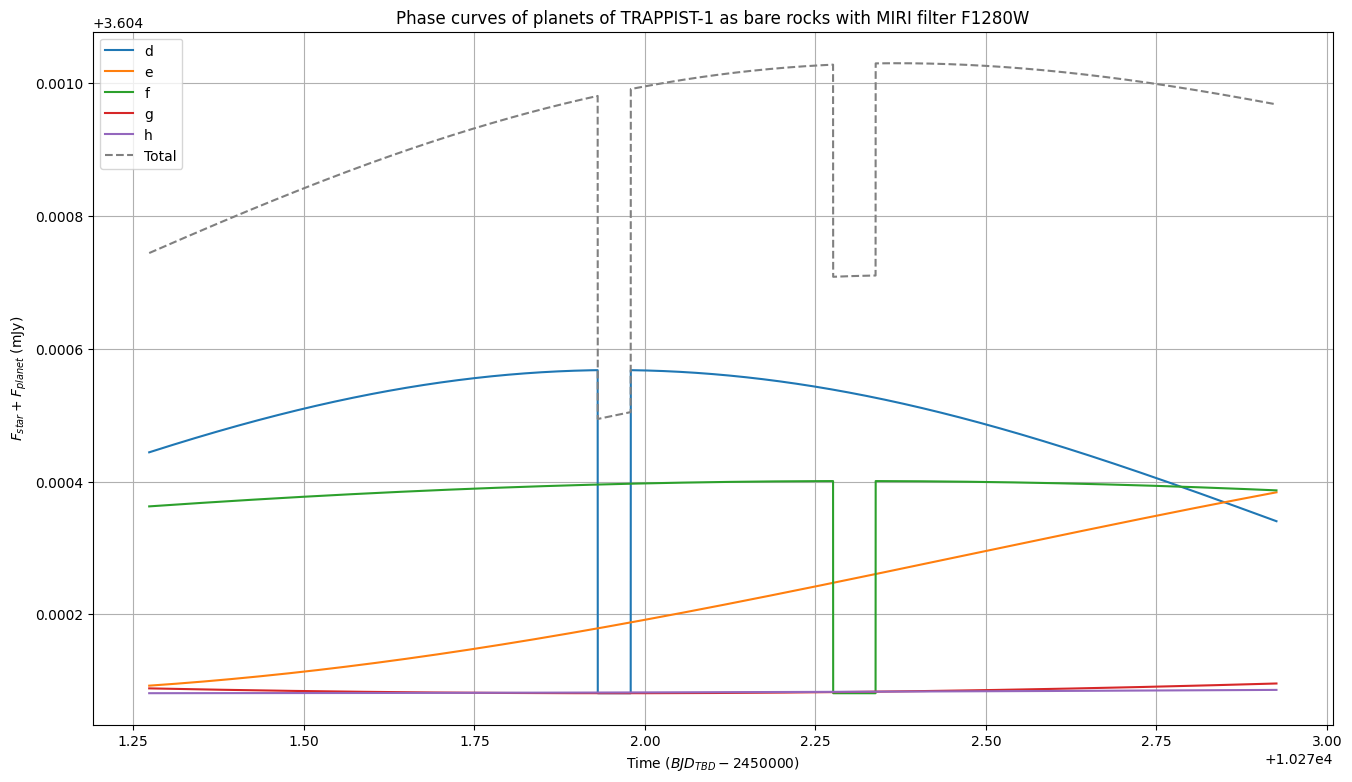 Phase curves of planets of TRAPPIST-1 as bare rocks with MIRI filter F1280W
+3.604
d
e
f
g
h
Total
0.0010
0.0008
0.0006
0.0004
0.0002
F_star + F_planet (mJy)
1.25
1.50
1.75
2.00
2.25
2.50
2.75
3.00
+1.027e4
Time (BJD_TBD − 2450000)